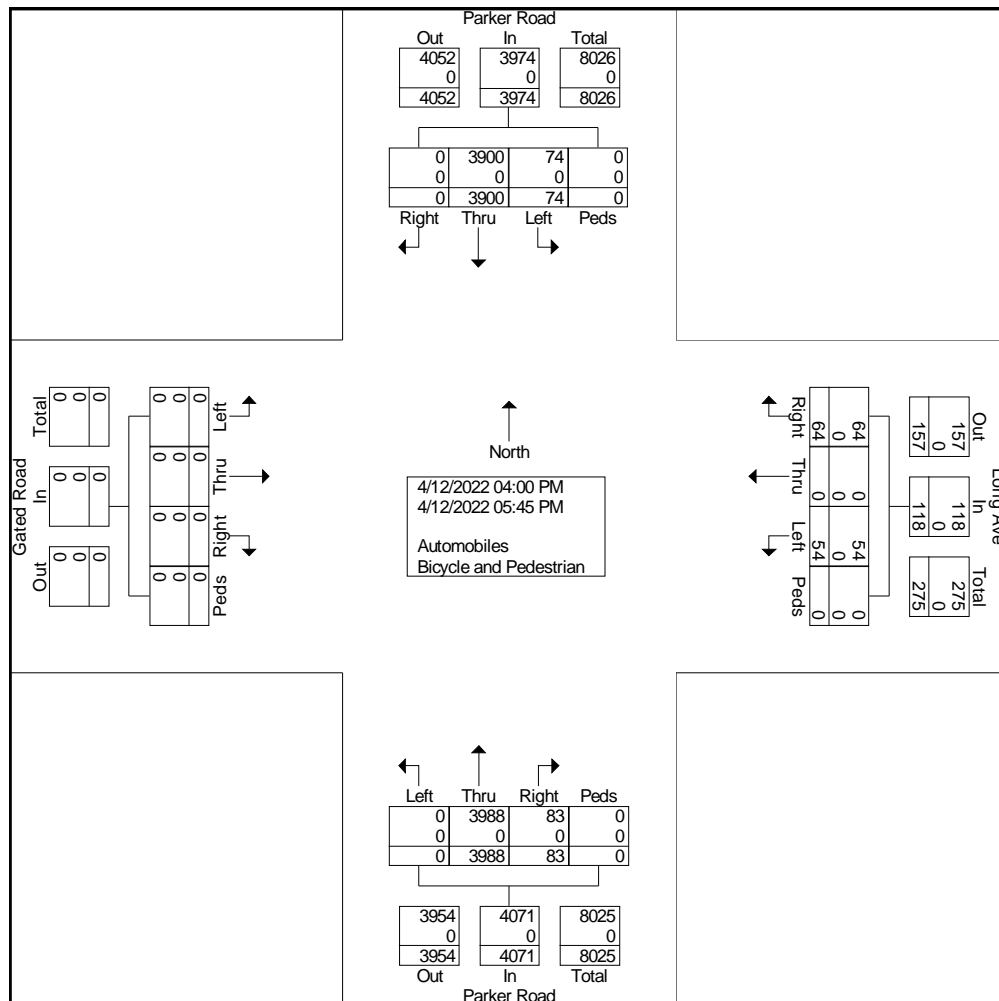 Parker Road
Out In Total
4052 3974 8026
0 0 0
4052 3974 8026
0 3900 74 0
0 0 0 0
0 3900 74 0
Right Thru Left Peds
Gated Road
Total In Out
0 0 0
0 0 0
0 0 0
0 0 0 0
0 0 0 0
0 0 0 0
Left Thru Right Peds
North
4/12/2022 04:00 PM
4/12/2022 05:45 PM
Automobiles
Bicycle and Pedestrian
Right Thru Left Peds
64 0 54 0
0 0 0 0
64 0 54 0
Out In Total
157 118 275
0 0 0
157 118 275
Long Ave
Left Thru Right Peds
0 3988 83 0
0 0 0 0
0 3988 83 0
3954 4071 8025
0 0 0
3954 4071 8025
Out In Total
Parker Road